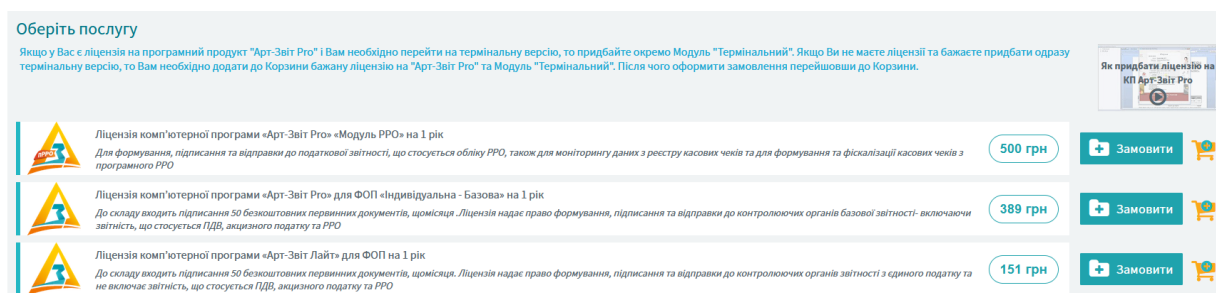 Оберіть послугу
Якщо у Вас є ліцензія на програмний продукт "Арт-Звіт Pro" і Вам необхідно перейти на термінальну версію, то придбайте окремо Модуль "Термінальний". Якщо Ви не маєте ліцензії та бажаєте придбати одразу
термінальну версію, то Вам необхідно додати до Корзини бажану ліцензію на "Арт-Звіт Pro" та Модуль "Термінальний". Після чого оформити замовлення перейшовши до Корзини.
Як придбати ліцензію на
КП Арт-Звіт Pro
Ліцензія комп'ютерної програми «Арт-Звіт Pro» «Модуль РРО» на 1 рік
Для формування, підписання та відправки до податкової звітності, що стосується обліку РРО, також для моніторингу даних з реєстру касових чеків та для формування та фіскалізації касових чеків з
програмного РРО
500 грн
Замовити
Ліцензія комп'ютерної програми «Арт-Звіт Pro» для ФОП «Індивідуальна - Базова» на 1 рік
До складу входить підписання 50 безкоштовних первинних документів, щомісяця .Ліцензія надає право формування, підписання та відправки до контролюючих органів базової звітності- включаючи
звітність, що стосується ПДВ, акцизного податку та РРО
389 грн
Замовити
Ліцензія комп'ютерної програми «Арт-Звіт Лайт» для ФОП на 1 рік
До складу входить підписання 50 безкоштовних первинних документів, щомісяця. Ліцензія надає право формування, підписання та відправки до контролюючих органів звітності з єдиного податку та
не включає звітність, що стосується ПДВ, акцизного податку та РРО
151 грн
Замовити